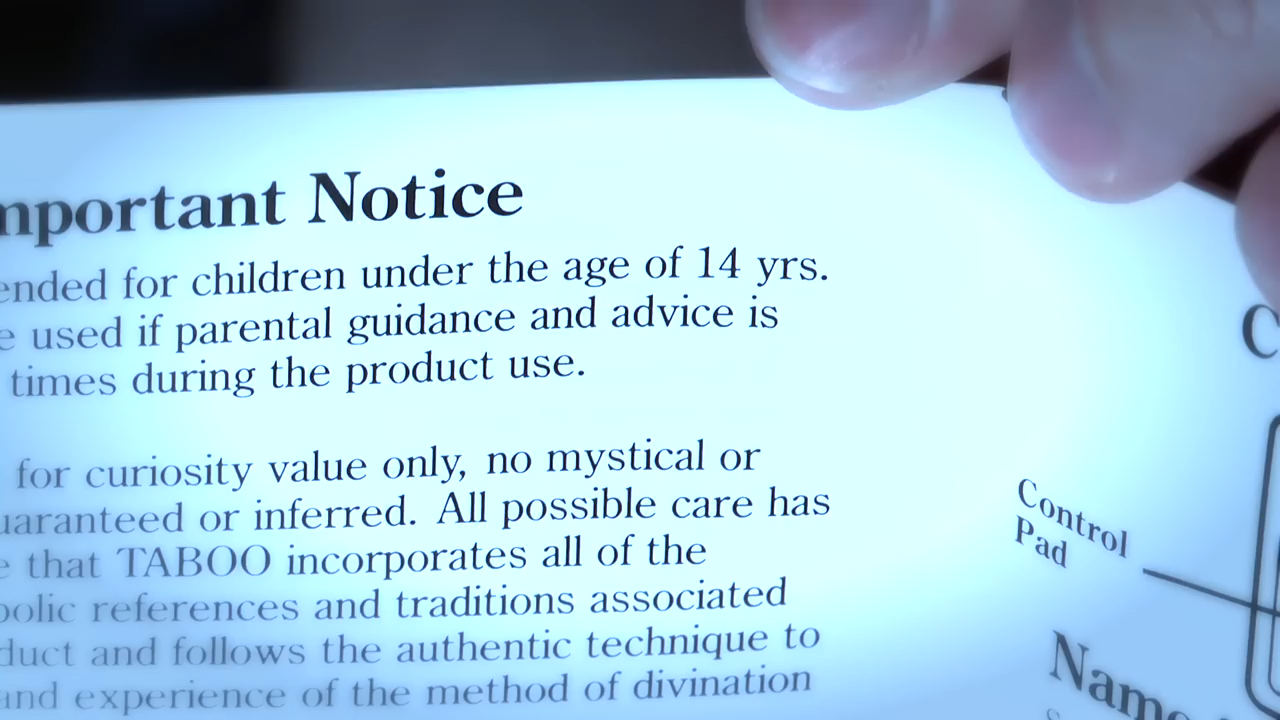 mportant Notice
ended for children under the age of 14 yrs.
e used if parental guidance and advice is
times during the product use.
for curiosity value only, no mystical or
uaranteed or inferred. All possible care has
e that TABOO incorporates all of the
bolic references and traditions associated
duct and follows the authentic technique to
and experience of the method of divination
C
Control
Pad
Name